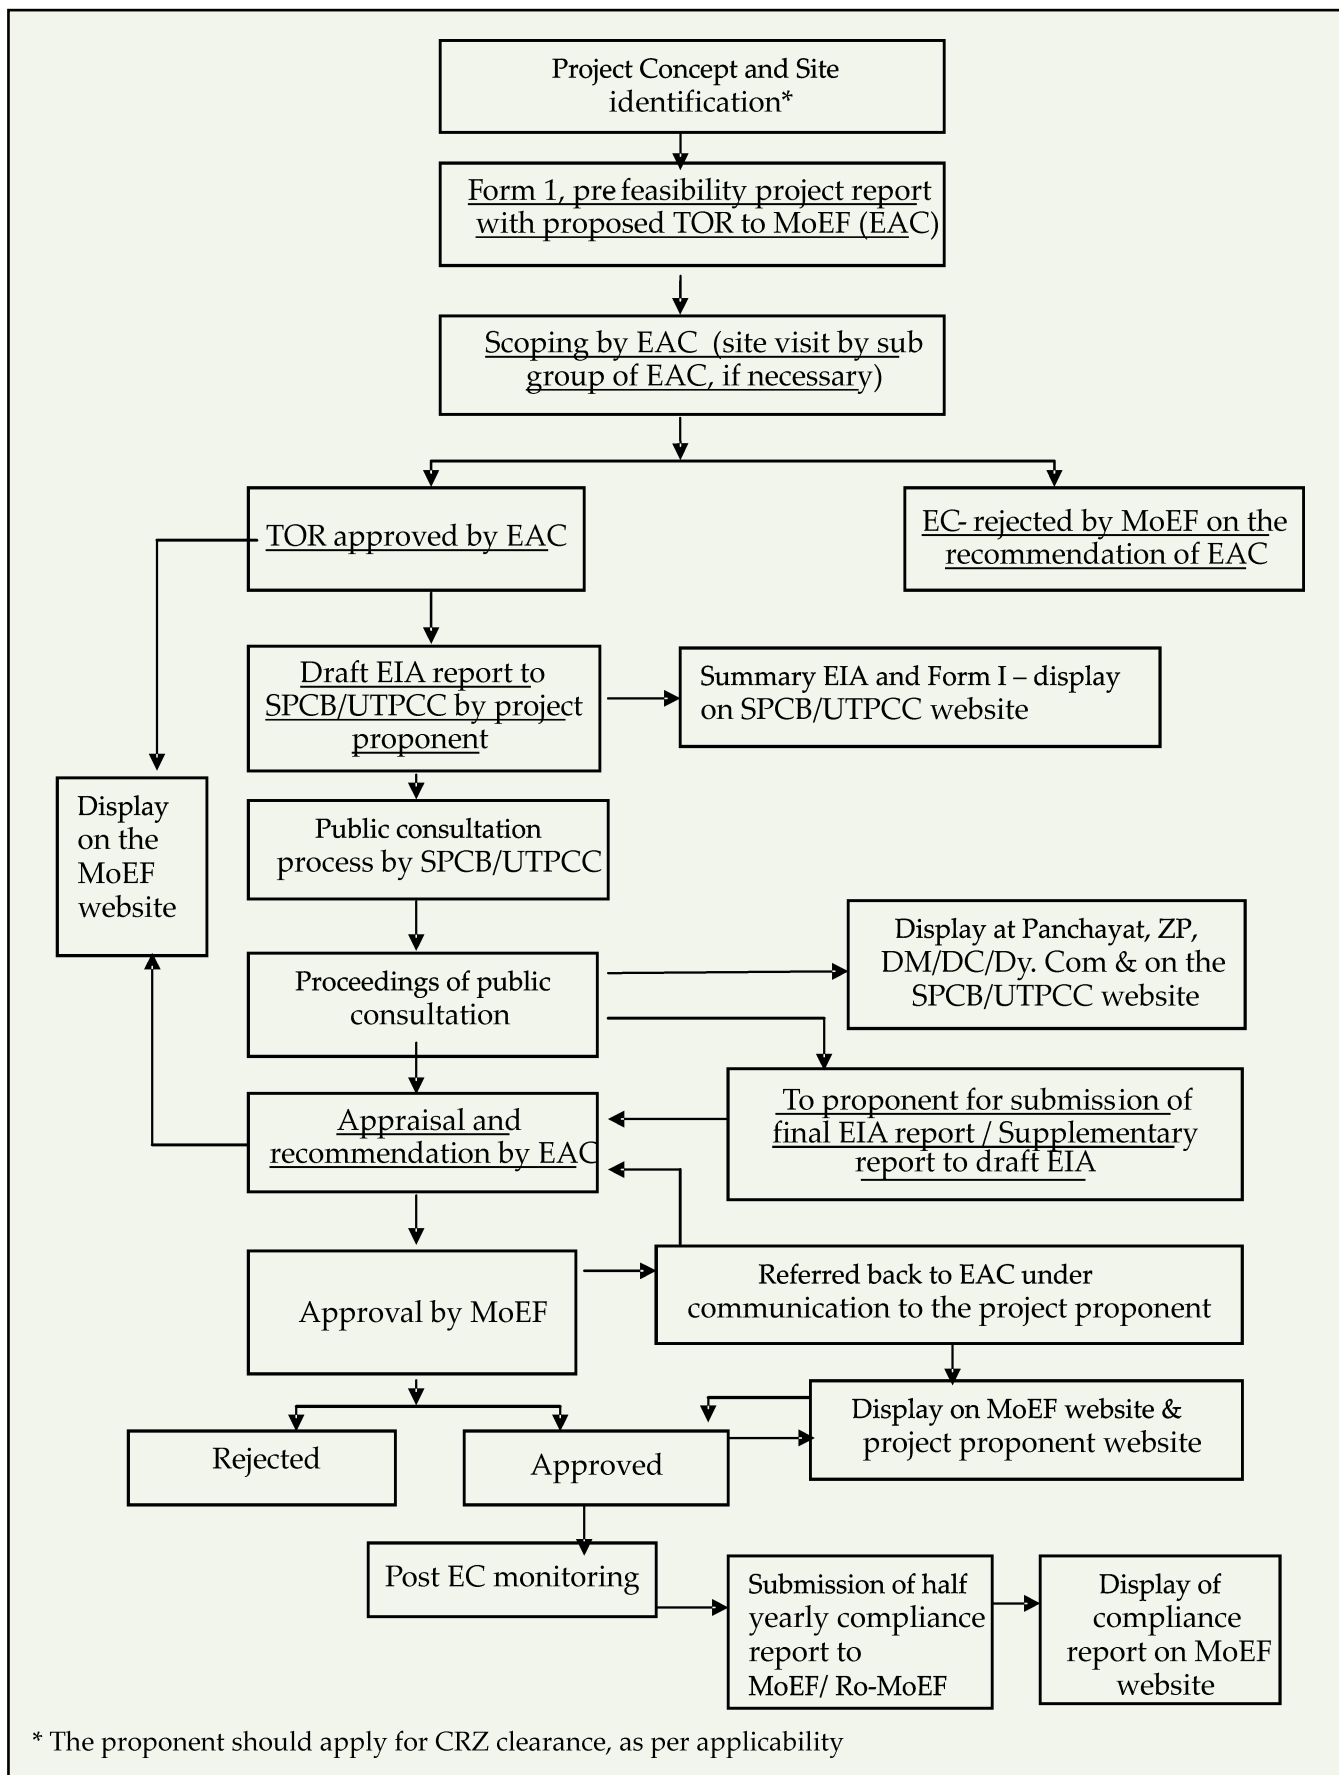 Project Concept and Site
identification*
Form 1, pre feasibility project report
with proposed TOR to MoEF (EAC)
Scoping by EAC (site visit by sub
group of EAC, if necessary)
TOR approved by EAC
EC- rejected by MoEF on the
recommendation of EAC
Draft EIA report to
SPCB/UTPCC by project
proponent
Summary EIA and Form I – display
on SPCB/UTPCC website
Display
on the
MoEF
website
Public consultation
process by SPCB/UTPCC
Proceedings of public
consultation
Display at Panchayat, ZP,
DM/DC/Dy. Com & on the
SPCB/UTPCC website
Appraisal and
recommendation by EAC
To proponent for submission of
final EIA report / Supplementary
report to draft EIA
Approval by MoEF
Referred back to EAC under
communication to the project proponent
Rejected
Approved
Display on MoEF website &
project proponent website
Post EC monitoring
Submission of half
yearly compliance
report to
MoEF/ Ro-MoEF
Display of
compliance
report on MoEF
website
* The proponent should apply for CRZ clearance, as per applicability